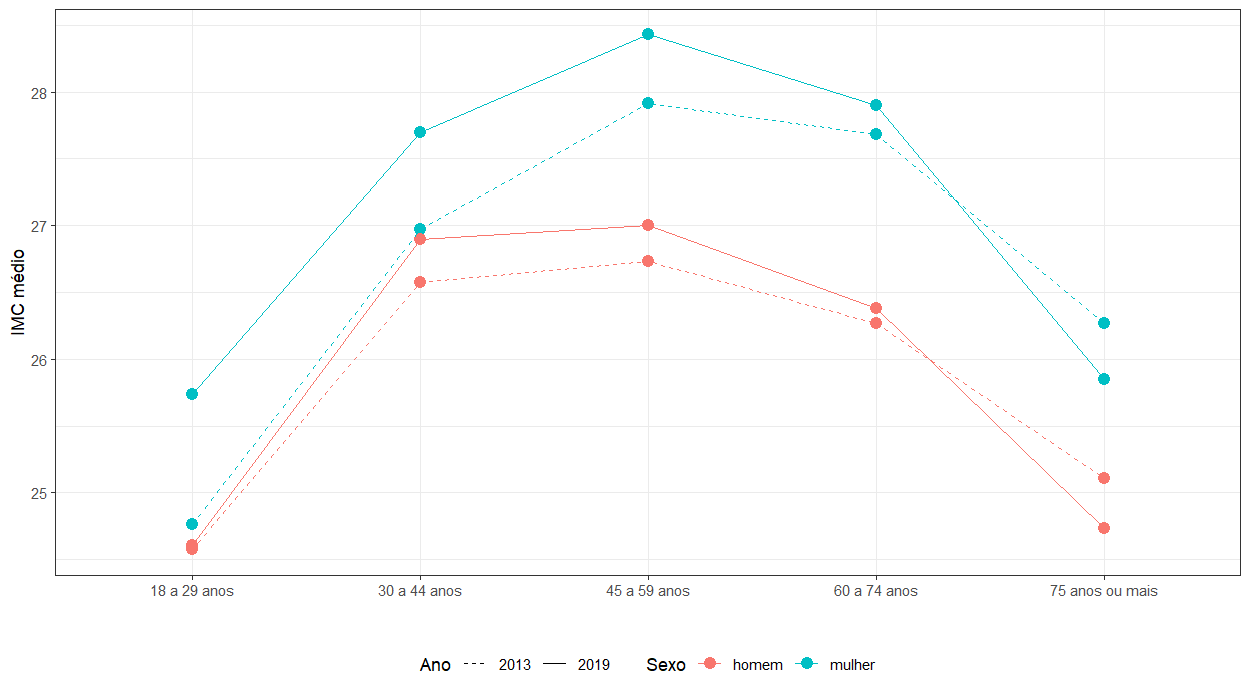 IMC médio
28
27
26
25
18 a 29 anos
30 a 44 anos
45 a 59 anos
60 a 74 anos
75 anos ou mais
Ano 2013 2019 Sexo homem mulher